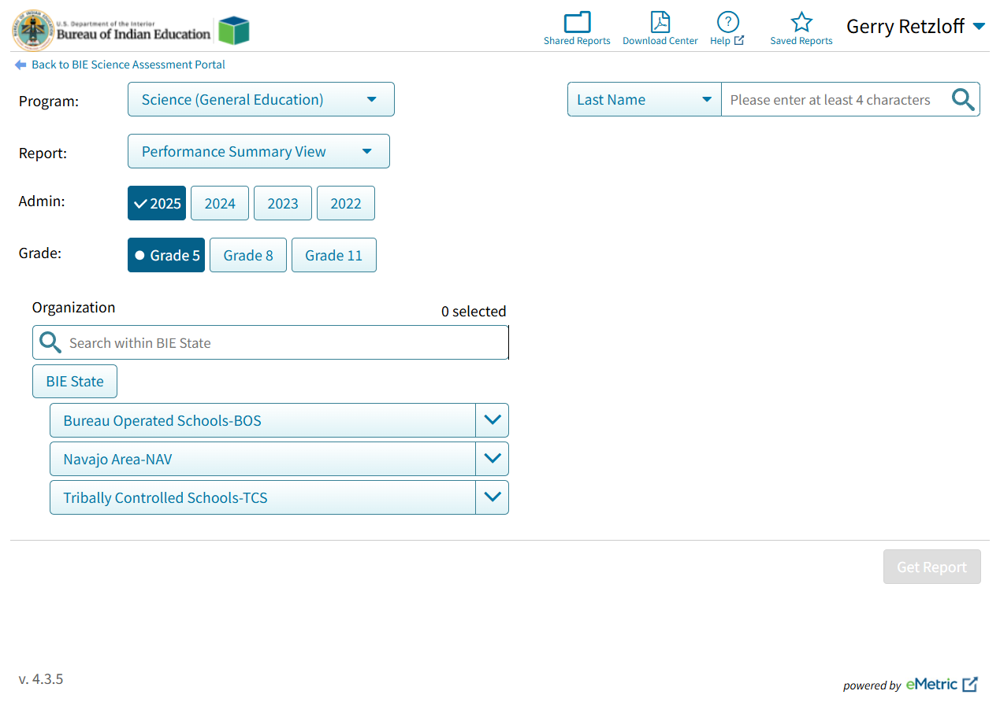 U.S. Department of the Interior
Bureau of Indian Education
Shared Reports
Download Center
Help
Saved Reports
Gerry Retzloff
Back to BIE Science Assessment Portal
Program:
Science (General Education)
Last Name
Please enter at least 4 characters
Report:
Performance Summary View
Admin:
2025
2024
2023
2022
Grade:
Grade 5
Grade 8
Grade 11
Organization
0 selected
Search within BIE State
BIE State
Bureau Operated Schools-BOS
Navajo Area-NAV
Tribally Controlled Schools-TCS
Get Report
v. 4.3.5
powered by eMetric